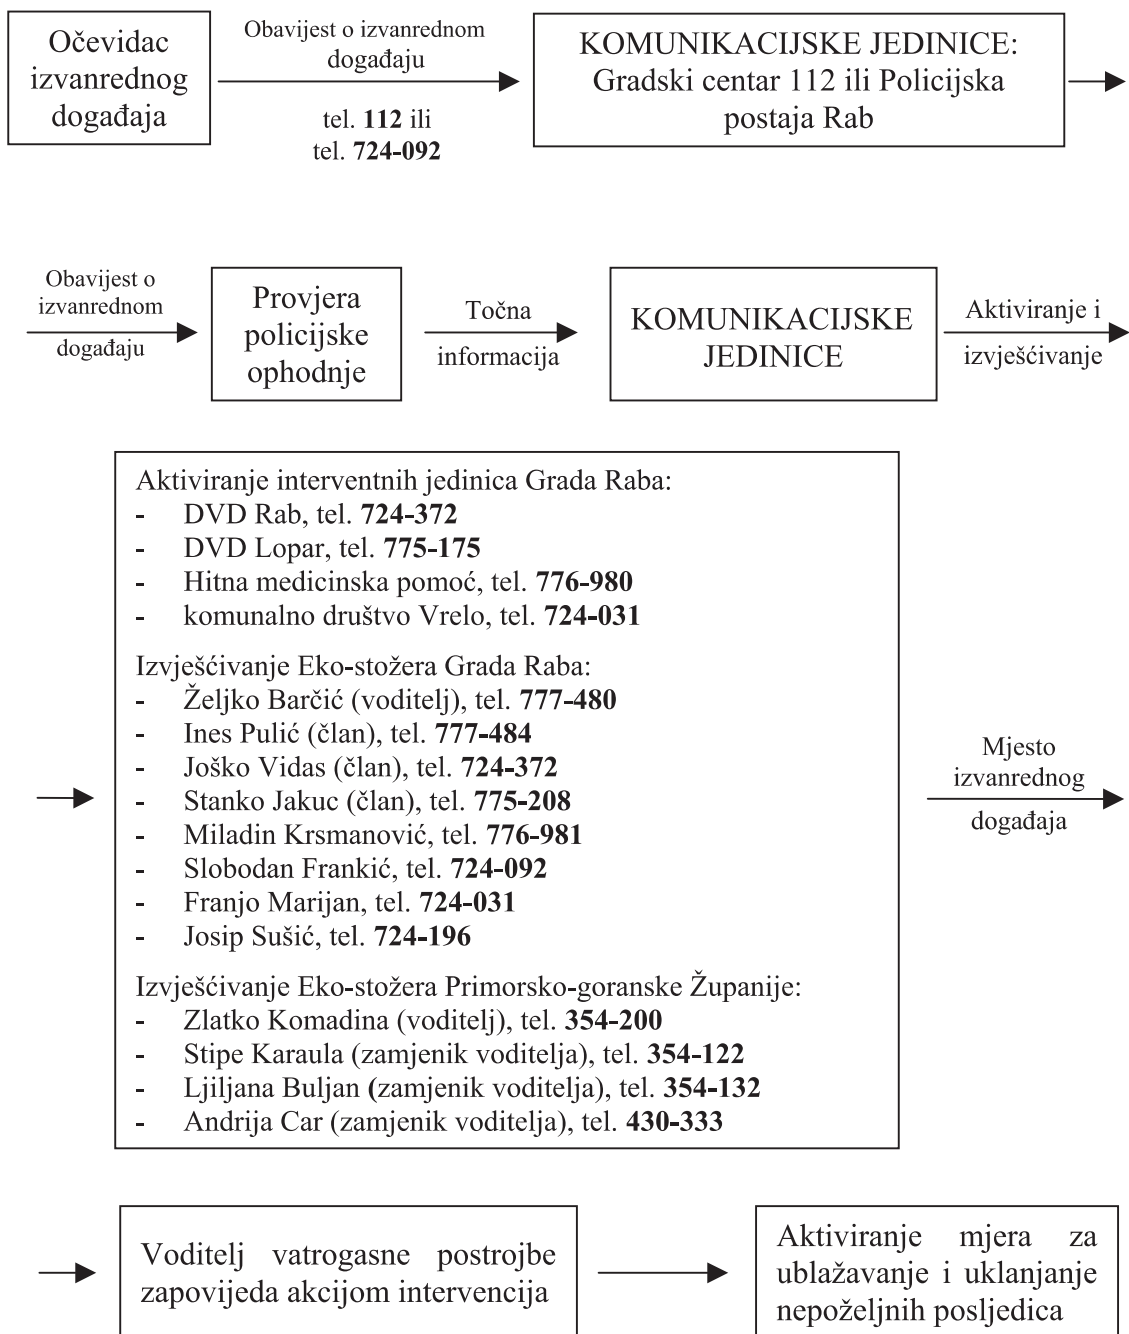 Očevidac
izvanrednog
događaja
Obavijest o izvanrednom
događaju
tel. 112 ili
tel. 724-092
KOMUNIKACIJSKE JEDINICE:
Gradski centar 112 ili Policijska
postaja Rab
Obavijest o
izvanrednom
događaju
Provjera
policijske
ophodnje
Točna
informacija
KOMUNIKACIJSKE
JEDINICE
Aktiviranje i
izvješćivanje
Aktiviranje interventnih jedinica Grada Raba:
- DVD Rab, tel. 724-372
- DVD Lopar, tel. 775-175
- Hitna medicinska pomoć, tel. 776-980
- komunalno društvo Vrelo, tel. 724-031
Izvješćivanje Eko-stožera Grada Raba:
- Željko Barčić (voditelj), tel. 777-480
- Ines Pulić (član), tel. 777-484
- Joško Vidas (član), tel. 724-372
- Stanko Jakuc (član), tel. 775-208
- Miladin Krsmanović, tel. 776-981
- Slobodan Frankić, tel. 724-092
- Franjo Marijan, tel. 724-031
- Josip Sušić, tel. 724-196
Izvješćivanje Eko-stožera Primorsko-goranske Županije:
- Zlatko Komadina (voditelj), tel. 354-200
- Stipe Karaula (zamjenik voditelja), tel. 354-122
- Ljiljana Buljan (zamjenik voditelja), tel. 354-132
- Andrija Car (zamjenik voditelja), tel. 430-333
Mjesto
izvanrednog
događaja
Voditelj vatrogasne postrojbe
zapovijeda akcijom intervencija
Aktiviranje mjera za
ublažavanje i uklanjanje
nepoželjnih posljedica